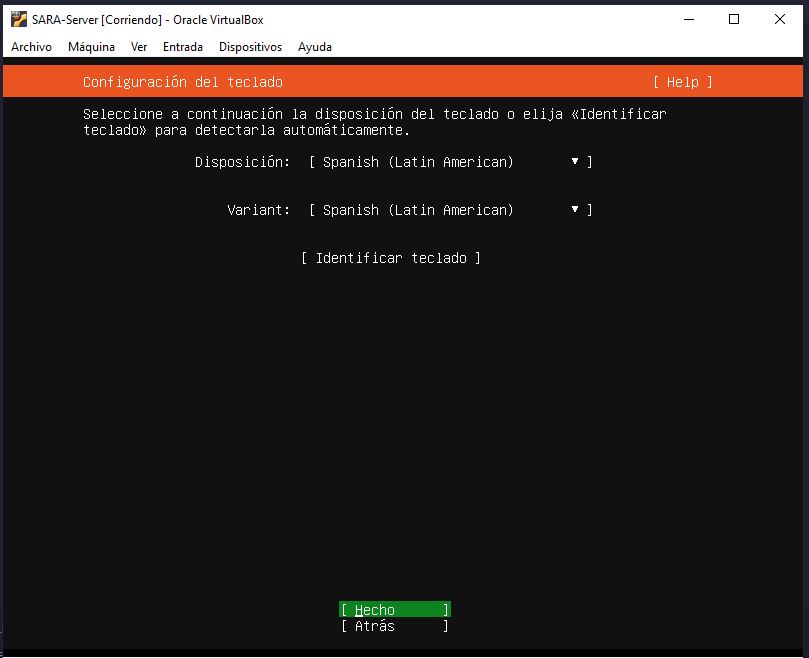 SARA-Server [Corriendo] - Oracle VirtualBox
Archivo Máquina Ver Entrada Dispositivos Ayuda
Configuración del teclado [ Help ]
Seleccione a continuación la disposición del teclado o elija «Identificar
teclado» para detectarla automáticamente.
Disposición: [ Spanish (Latin American) ▾ ]
Variant: [ Spanish (Latin American) ▾ ]
[ Identificar teclado ]
[ Hecho ]
[ Atrás ]